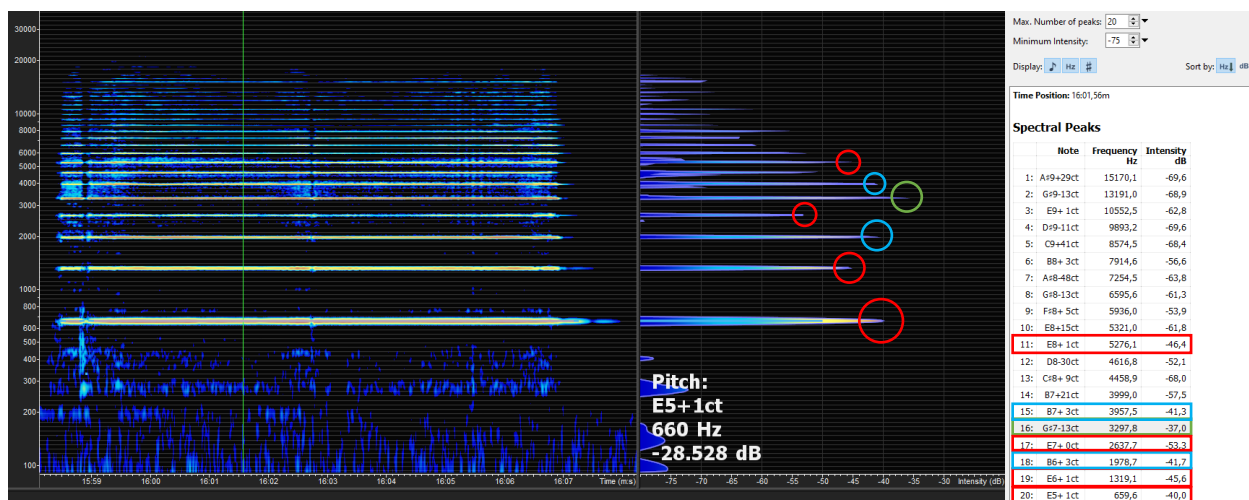 30000
20000
10000
8000
6000
5000
4000
3000
2000
1000
800
600
500
400
300
200
100
15:59 16:00 16:01 16:02 16:03 16:04 16:05 16:06 16:07 Time (m:s)
-75 -70 -65 -60 -55 -50 -45 -40 -35 -30 Intensity (dB)
Pitch:
E5+1ct
660 Hz
-28.528 dB
Max. Number of peaks: 20
Minimum Intensity: -75
Display: ♪ Hz # Sort by: Hz dB
Time Position: 16:01,56m
Spectral Peaks
Note Frequency Hz Intensity dB
1: A♯9+29ct 15170,1 -69,6
2: G♯9-13ct 13191,0 -68,9
3: E9+ 1ct 10552,5 -62,8
4: D♯9-11ct 9893,2 -69,6
5: C9+41ct 8574,5 -68,4
6: B8+ 3ct 7914,6 -56,6
7: A♯8-48ct 7254,5 -63,8
8: G♯8-13ct 6595,6 -61,3
9: F♯8+ 5ct 5936,0 -53,9
10: E8+15ct 5321,0 -61,8
11: E8+ 1ct 5276,1 -46,4
12: D8-30ct 4616,8 -52,1
13: C♯8+ 9ct 4458,9 -68,0
14: B7+21ct 3999,0 -57,5
15: B7+ 3ct 3957,5 -41,3
16: G♯7-13ct 3297,8 -37,0
17: E7+ 0ct 2637,7 -53,3
18: B6+ 3ct 1978,7 -41,7
19: E6+ 1ct 1319,1 -45,6
20: E5+ 1ct 659,6 -40,0